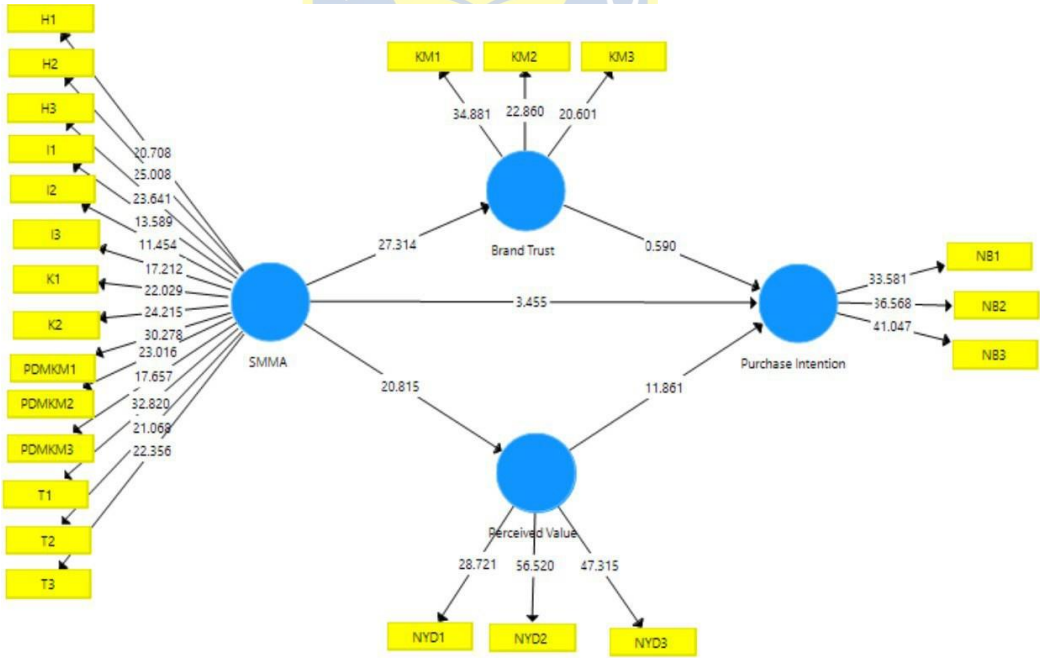 H1
H2
H3
I1
I2
I3
K1
K2
PDMKM1
PDMKM2
PDMKM3
T1
T2
T3
20.708
25.008
23.641
13.589
11.454
17.212
22.029
24.215
30.278
23.016
17.657
32.820
21.068
22.356
SMMA
27.314
3.455
20.815
KM1
KM2
KM3
34.881
22.860
20.601
Brand Trust
0.590
Perceived Value
11.861
28.721
56.520
47.315
NYD1
NYD2
NYD3
Purchase Intention
33.581
36.568
41.047
NB1
NB2
NB3